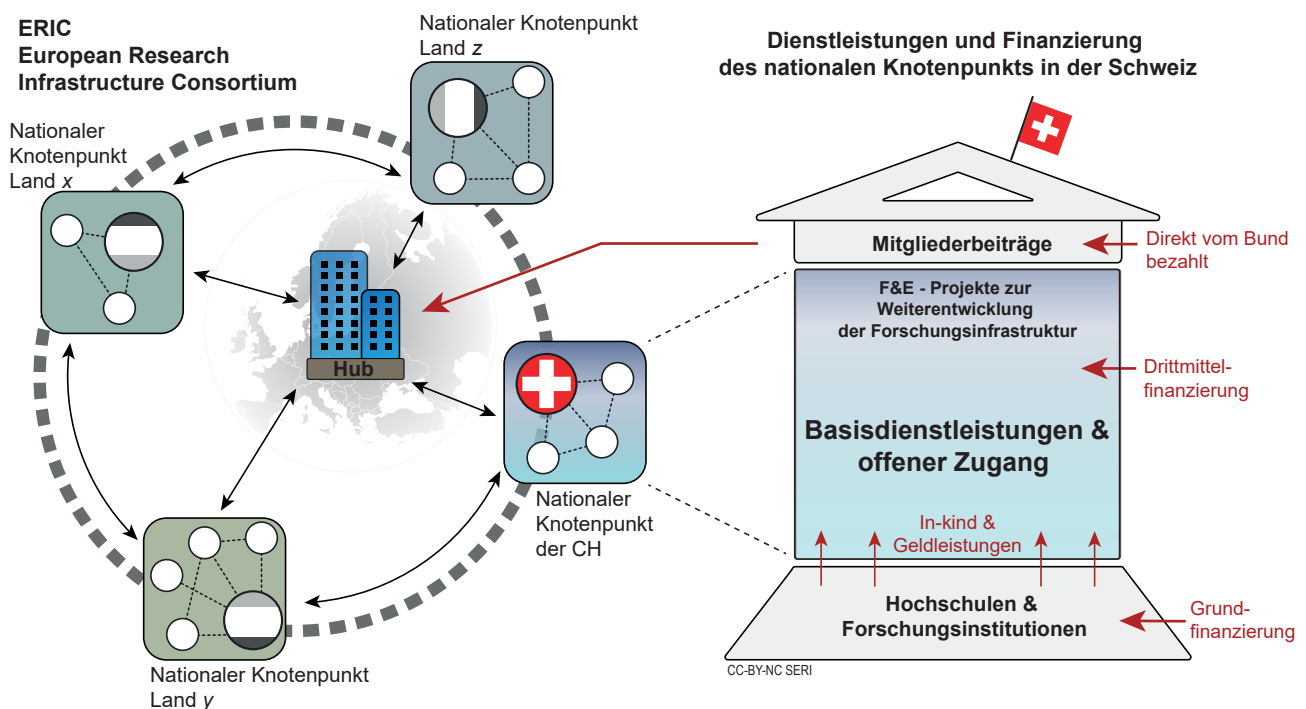 ERIC
European Research
Infrastructure Consortium
Nationaler Knotenpunkt
Land z
Nationaler
Knotenpunkt
Land x
Hub
Nationaler
Knotenpunkt
der CH
Nationaler Knotenpunkt
Land y
Dienstleistungen und Finanzierung
des nationalen Knotenpunkts in der Schweiz
Mitgliederbeiträge
Direkt vom Bund
bezahlt
F&E - Projekte zur
Weiterentwicklung
der Forschungsinfrastruktur
Drittmittel-
finanzierung
Basisdienstleistungen &
offener Zugang
In-kind &
Geldleistungen
Hochschulen &
Forschungsinstitutionen
Grund-
finanzierung
CC-BY-NC SERI